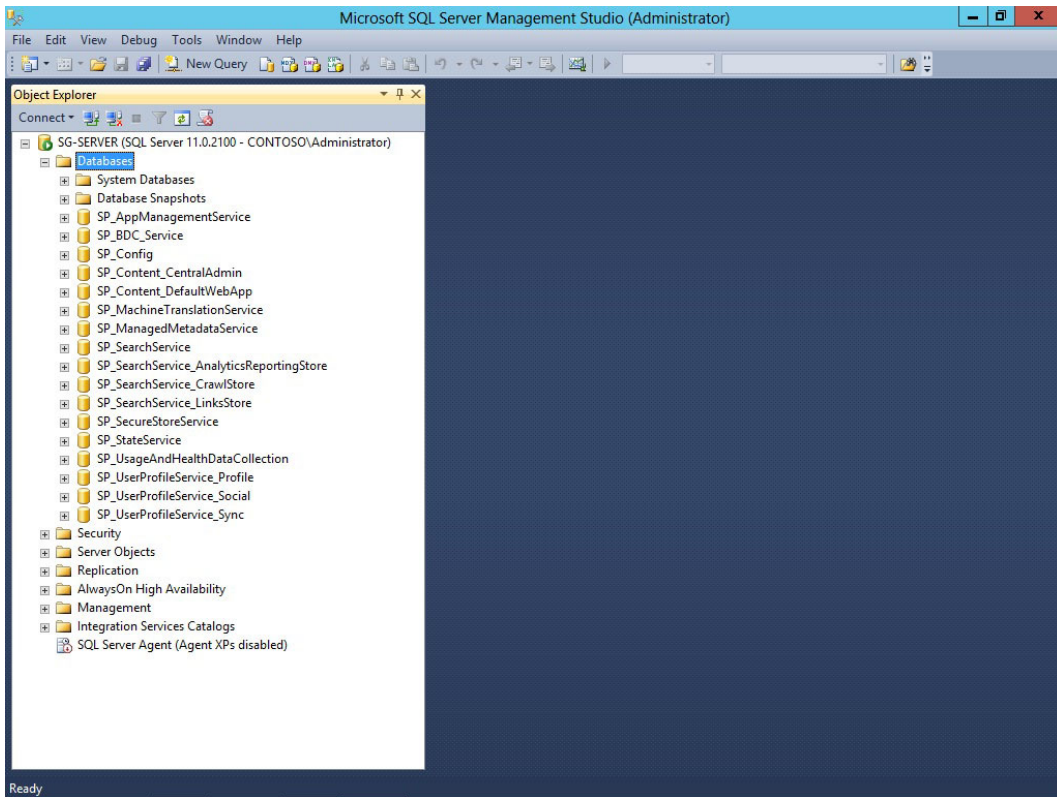 Microsoft SQL Server Management Studio (Administrator)
File Edit View Debug Tools Window Help
New Query
Object Explorer
Connect
SG-SERVER (SQL Server 11.0.2100 - CONTOSO\Administrator)
Databases
System Databases
Database Snapshots
SP_AppManagementService
SP_BDC_Service
SP_Config
SP_Content_CentralAdmin
SP_Content_DefaultWebApp
SP_MachineTranslationService
SP_ManagedMetadataService
SP_SearchService
SP_SearchService_AnalyticsReportingStore
SP_SearchService_CrawlStore
SP_SearchService_LinksStore
SP_SecureStoreService
SP_StateService
SP_UsageAndHealthDataCollection
SP_UserProfileService_Profile
SP_UserProfileService_Social
SP_UserProfileService_Sync
Security
Server Objects
Replication
AlwaysOn High Availability
Management
Integration Services Catalogs
SQL Server Agent (Agent XPs disabled)
Ready